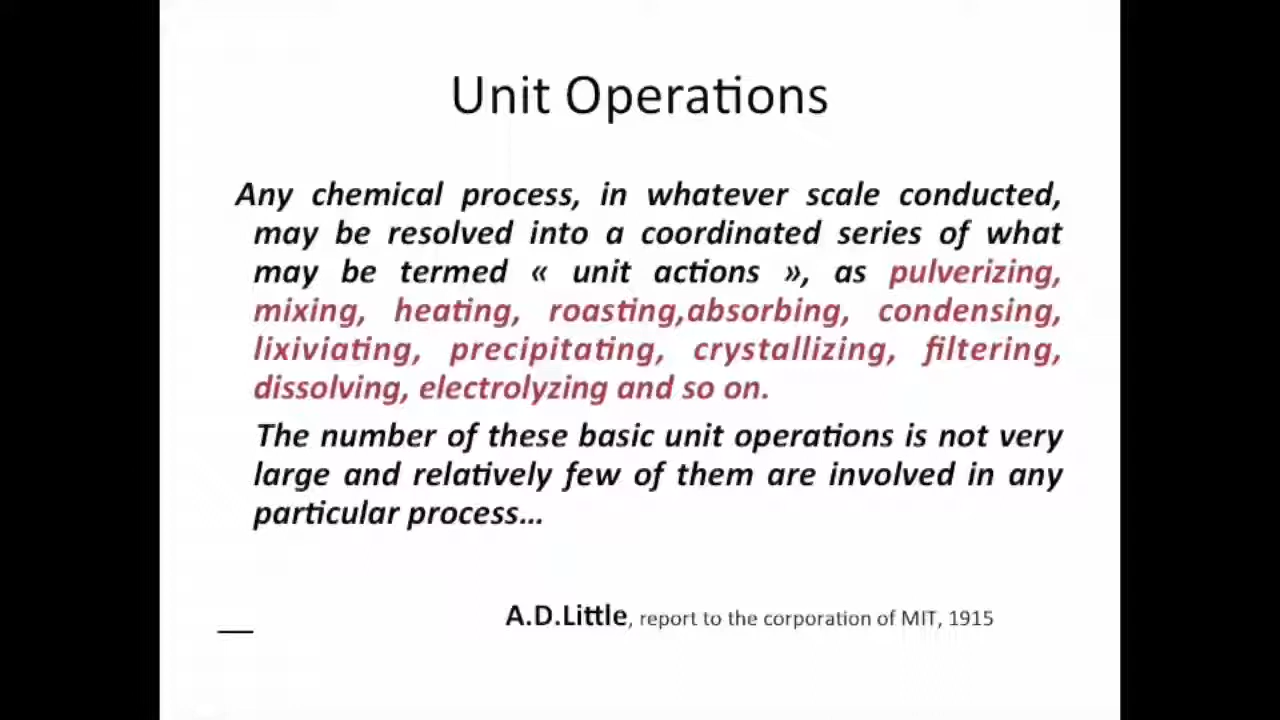 Unit Operations
Any chemical process, in whatever scale conducted,
may be resolved into a coordinated series of what
may be termed « unit actions », as pulverizing,
mixing, heating, roasting,absorbing, condensing,
lixiviating, precipitating, crystallizing, filtering,
dissolving, electrolyzing and so on.
The number of these basic unit operations is not very
large and relatively few of them are involved in any
particular process...
A.D.Little, report to the corporation of MIT, 1915